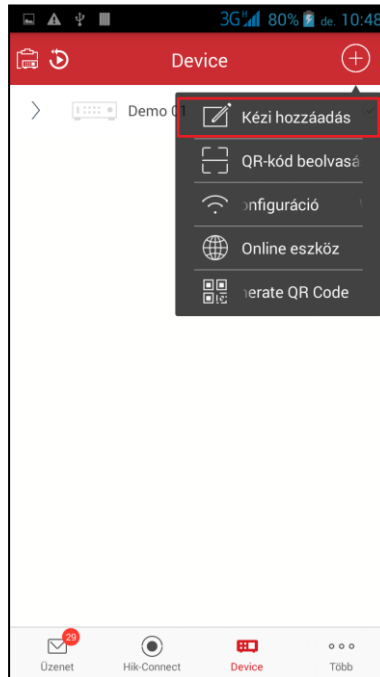 3G 80% de. 10:48
Device
Demo 01
Kézi hozzáadás
QR-kód beolvasá
onfiguráció
Online eszköz
nerate QR Code
29
Üzenet
Hik-Connect
Device
Több